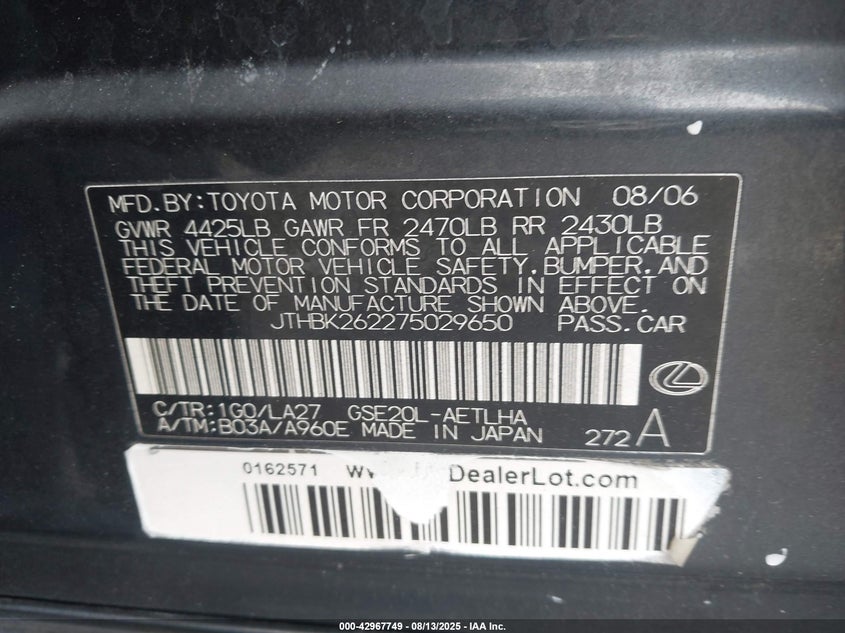 MFD.BY:TOYOTA MOTOR CORPORATION 08/06
GVWR 4425LB GAWR FR 2470LB RR 2430LB
THIS VEHICLE CONFORMS TO ALL APPLICABLE
FEDERAL MOTOR VEHICLE SAFETY,BUMPER,AND
THEFT PREVENTION STANDARDS IN EFFECT ON
THE DATE OF MANUFACTURE SHOWN ABOVE.
JTHBK262275029650 PASS.CAR
C/TR:1G0/LA27 GSE20L-AETLHA
A/TM:B03A/A960E MADE IN JAPAN 272A
0162571 DealerLot.com
000-42967749 - 08/13/2025 - IAA Inc.